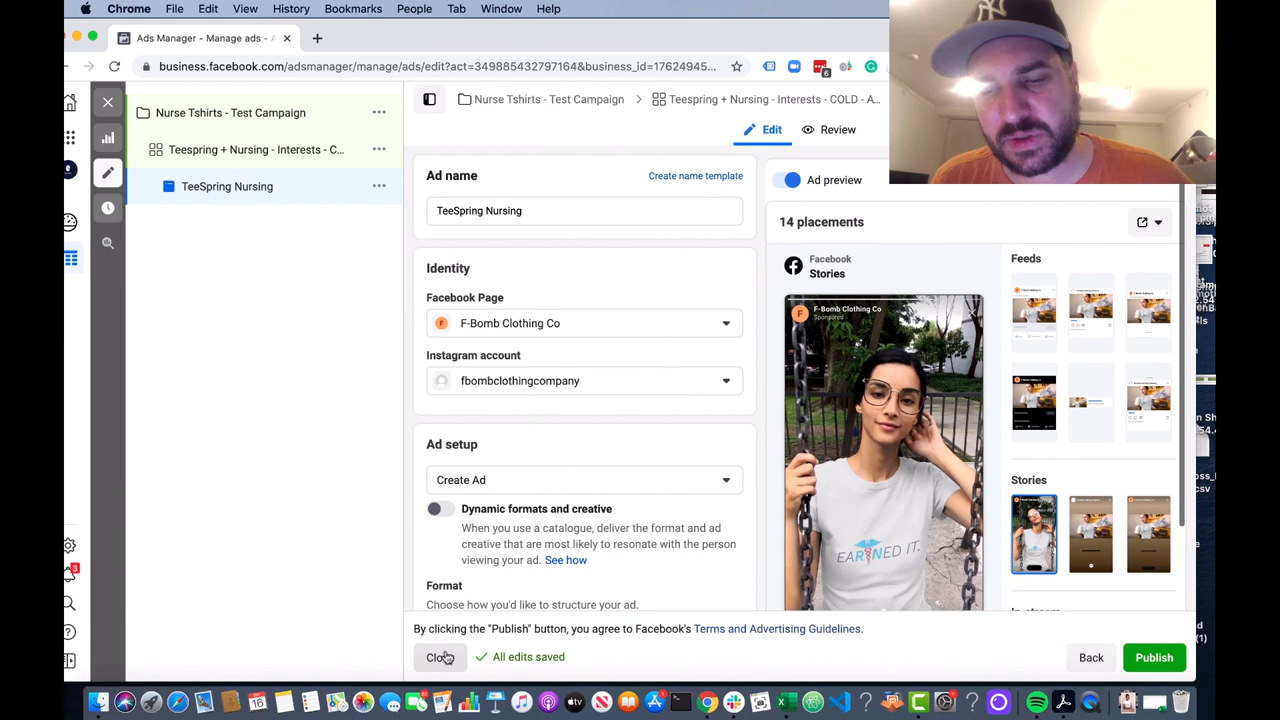 Chrome File Edit View History Bookmarks People Tab Window Help
Ads Manager - Manage ads - A
business.facebook.com/adsmanager/manage/ads/edit?act=349885432797164&business_id=17624945...
6
Nurse Tshirts - Test Campaign
Teespring + Nursing - Interests - C...
TeeSpring Nursing
Nurse Tshirts - Test Campaign > Teespring + Nursing - Interests - COLD - A...
Edit Review
Ad name Create name template
TeeSpring Nursing
Identity
Facebook Page
F-Bomb Clothing Co
Instagram account
fbombclothingcompany
Ad setup
Create Ad
Dynamic formats and creative
When you use a catalogue, deliver the format and ad
creative that are most likely to resonate with the person
viewing your ad. See how
Format
Choose how you'd like to structure your ad.
Ad preview
14 placements
Facebook
Stories
F-Bomb Clothing Co
Sponsored
EARNED IT.
Feeds
Stories
By clicking the "Publish" button, you agree to Facebook's Terms and Advertising Guidelines.
Close All edits saved Back Publish
16